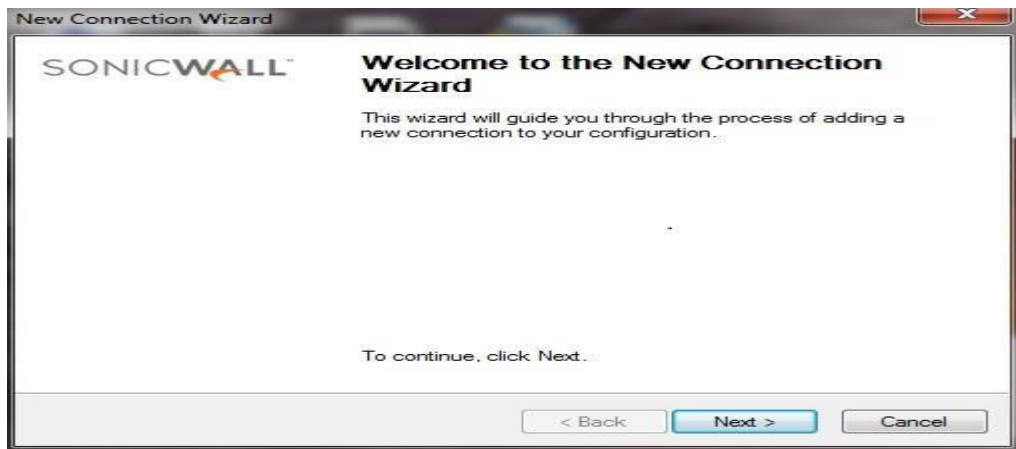 New Connection Wizard
SONICWALL™
Welcome to the New Connection
Wizard
This wizard will guide you through the process of adding a
new connection to your configuration.
To continue, click Next.
< Back Next > Cancel